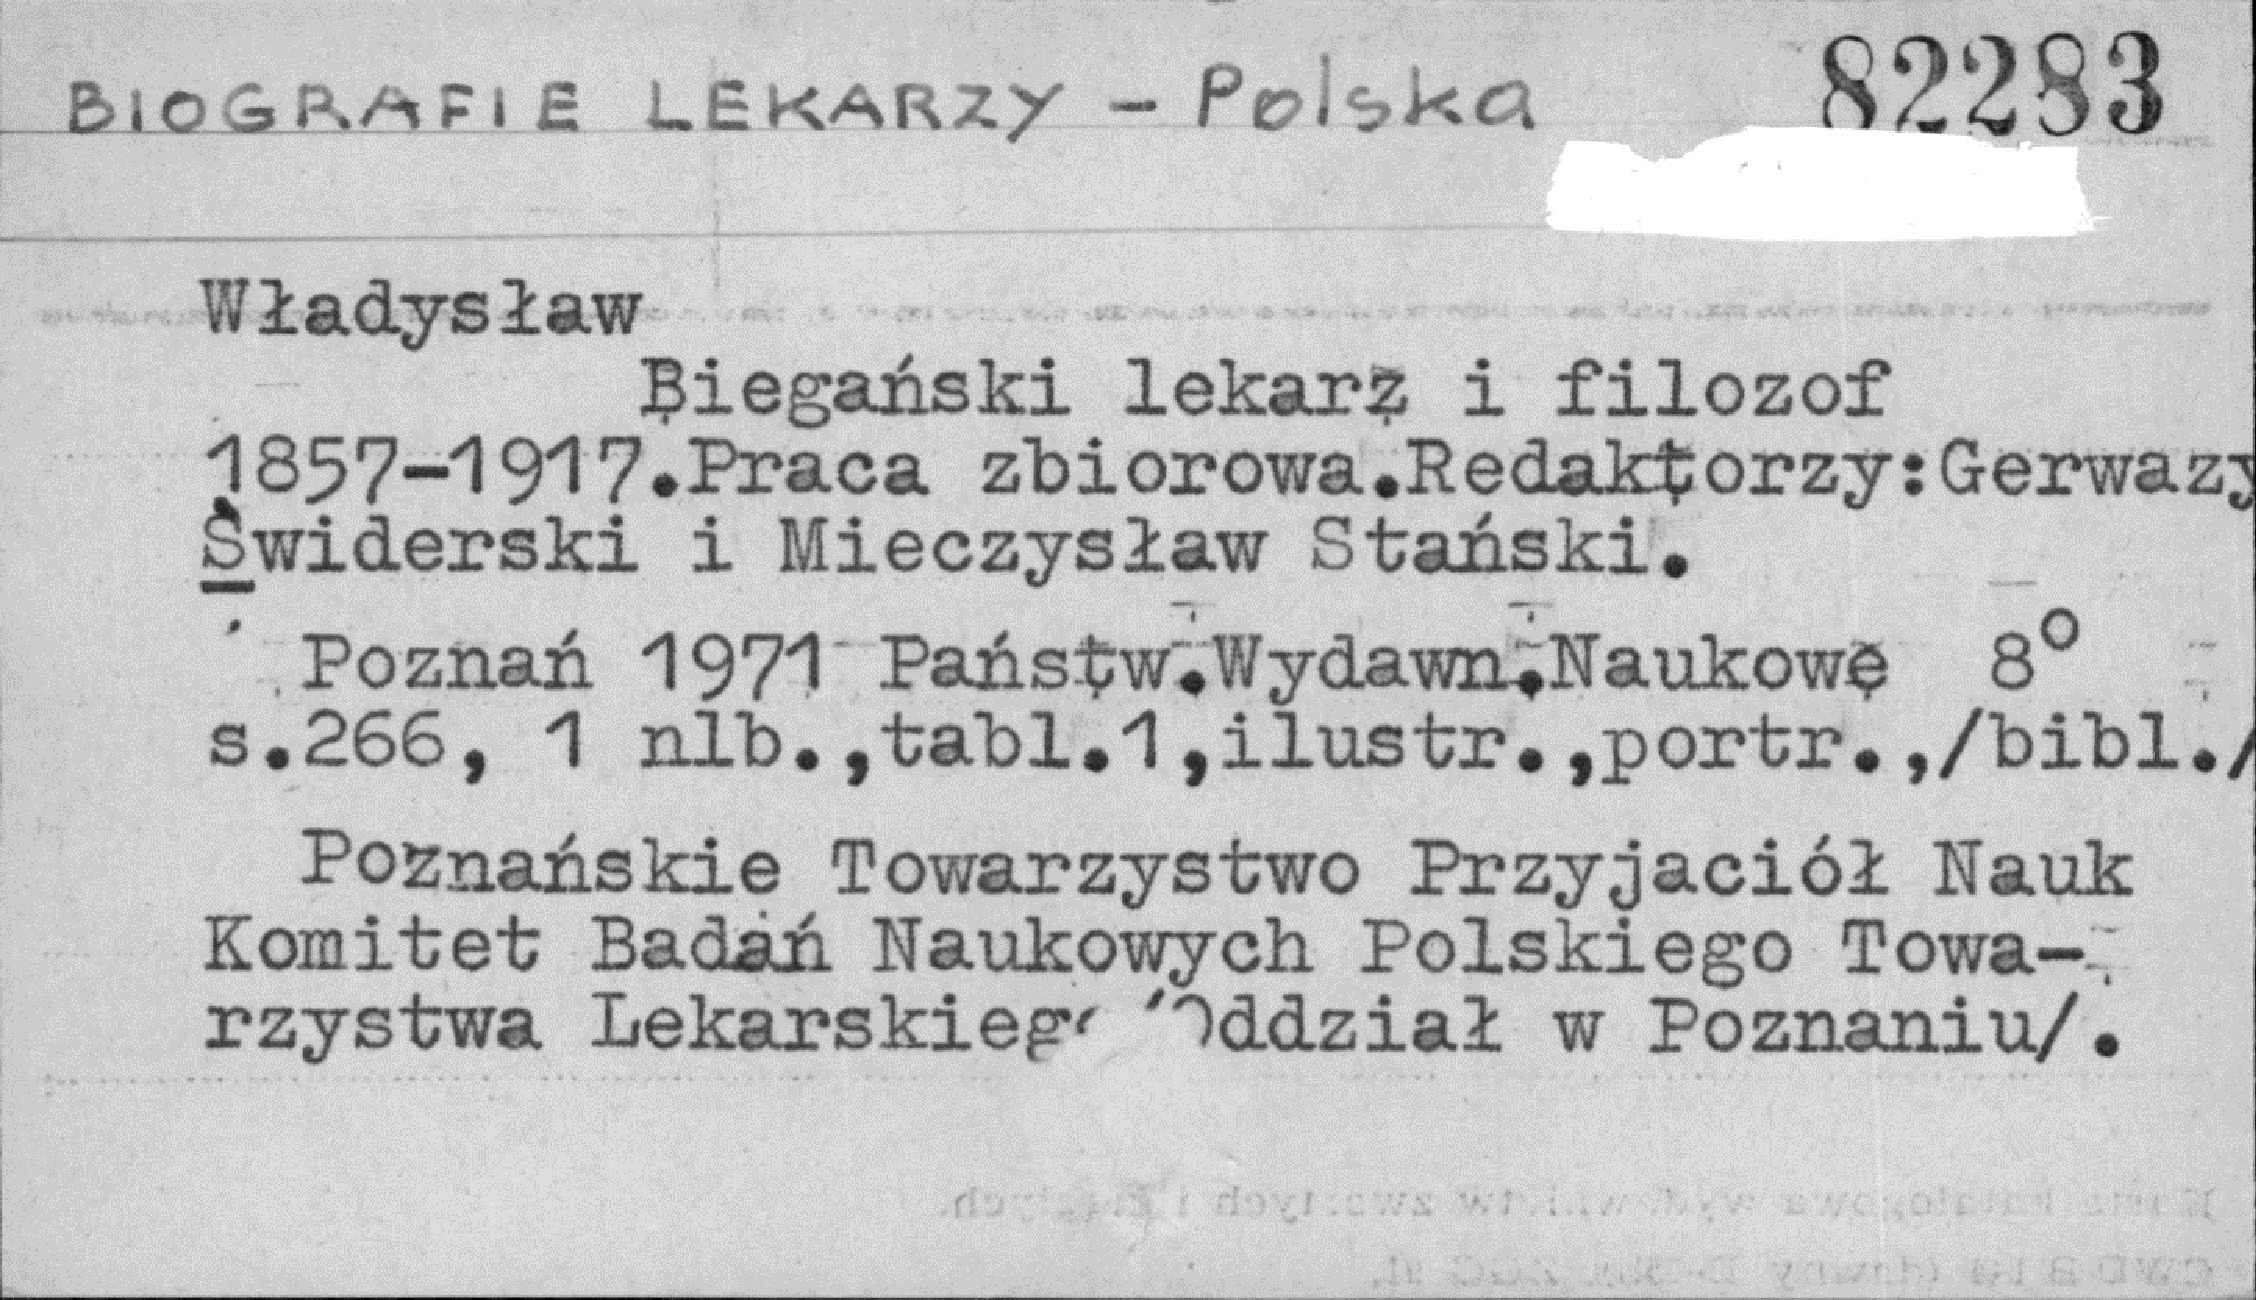 BIOGRAFIE LEKARZY - Polska 82283
Władysław
Biegański lekarz i filozof
1857-1917.Praca zbiorowa.Redaktorzy:Gerwazy
Świderski i Mieczysław Stański.
Poznań 1971 Państw.Wydawn.Naukowe 8°
s.266, 1 nlb.,tabl.1,ilustr.,portr.,/bibl./
Poznańskie Towarzystwo Przyjaciół Nauk
Komitet Badań Naukowych Polskiego Towa-
rzystwa Lekarskiego /Oddział w Poznaniu/.